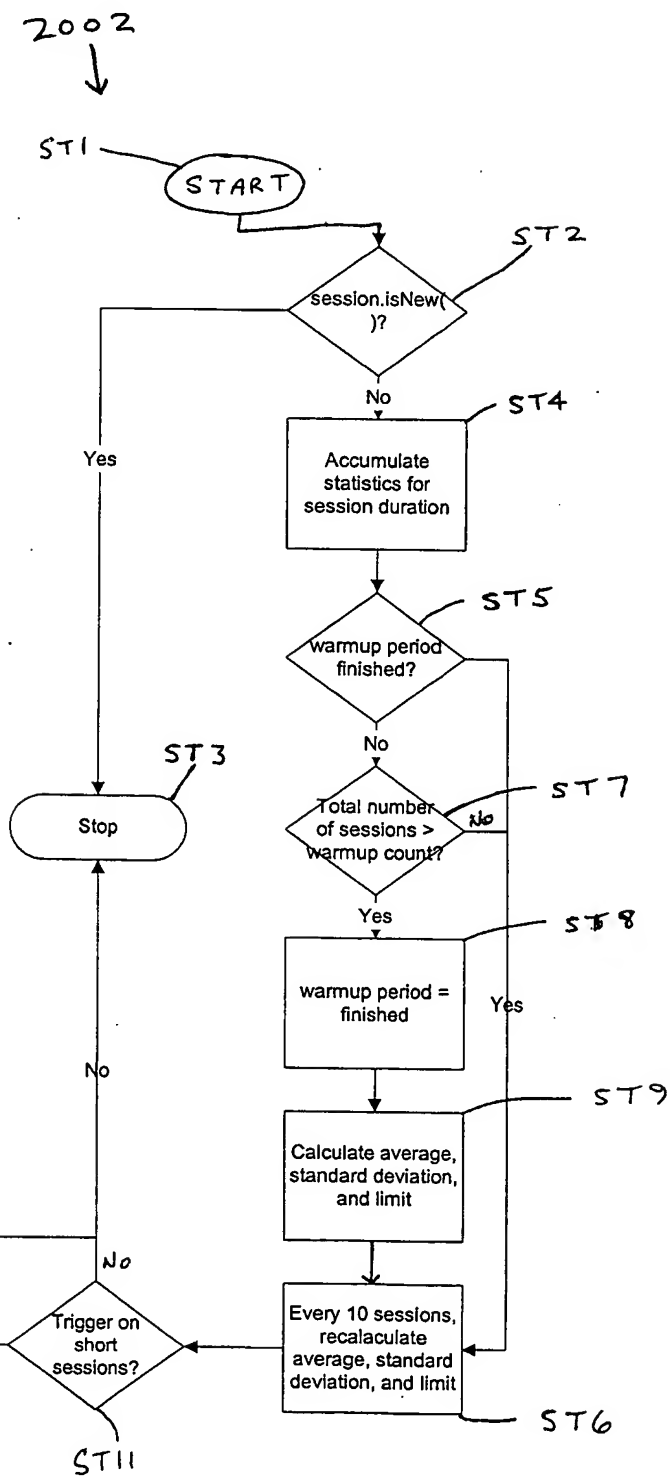 2002
ST1
START
ST2
session.isNew(
)?
No
ST4
Yes
Accumulate
statistics for
session duration
ST5
warmup period
finished?
No
ST3
Stop
ST7
Total number
of sessions >
warmup count?
No
Yes
ST8
warmup period =
finished
Yes
No
ST9
Calculate average,
standard deviation,
and limit
No
Trigger on
short
sessions?
Every 10 sessions,
recalaculate
average, standard
deviation, and limit
ST6
ST11